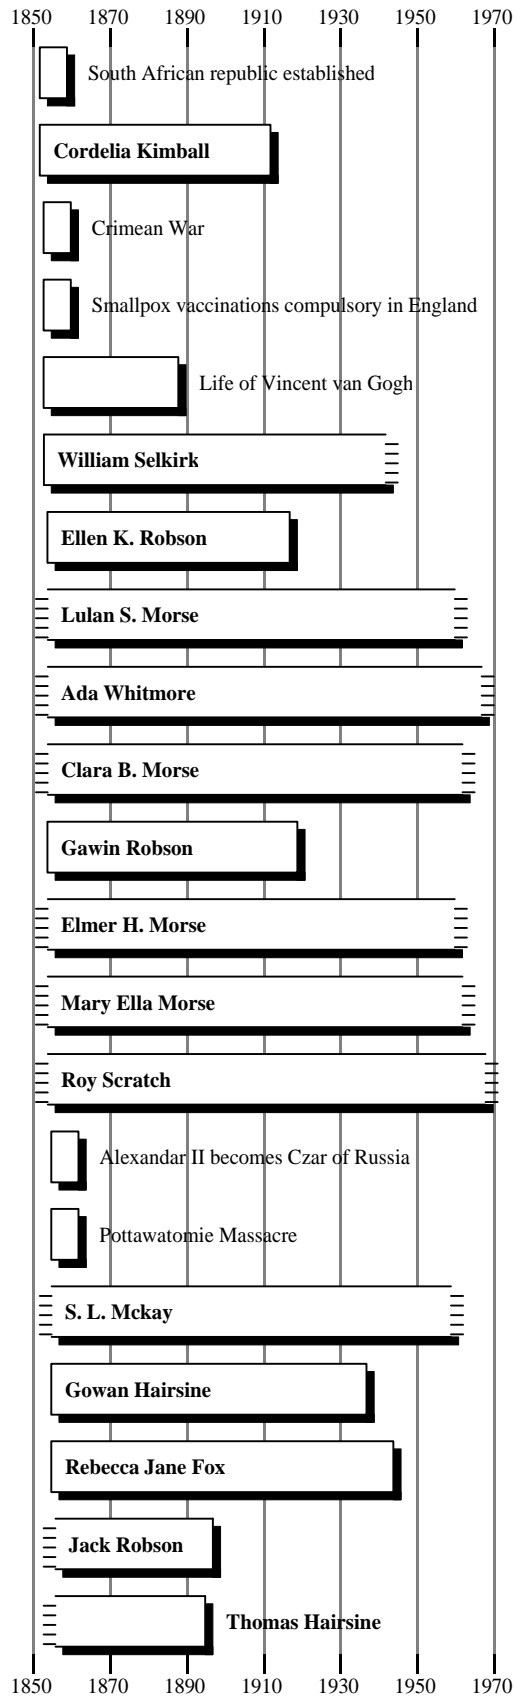 1850 1870 1890 1910 1930 1950 1970
South African republic established
Cordelia Kimball
Crimean War
Smallpox vaccinations compulsory in England
Life of Vincent van Gogh
William Selkirk
Ellen K. Robson
Lulan S. Morse
Ada Whitmore
Clara B. Morse
Gawin Robson
Elmer H. Morse
Mary Ella Morse
Roy Scratch
Alexandar II becomes Czar of Russia
Pottawatomie Massacre
S. L. Mckay
Gowan Hairsine
Rebecca Jane Fox
Jack Robson
Thomas Hairsine
1850 1870 1890 1910 1930 1950 1970